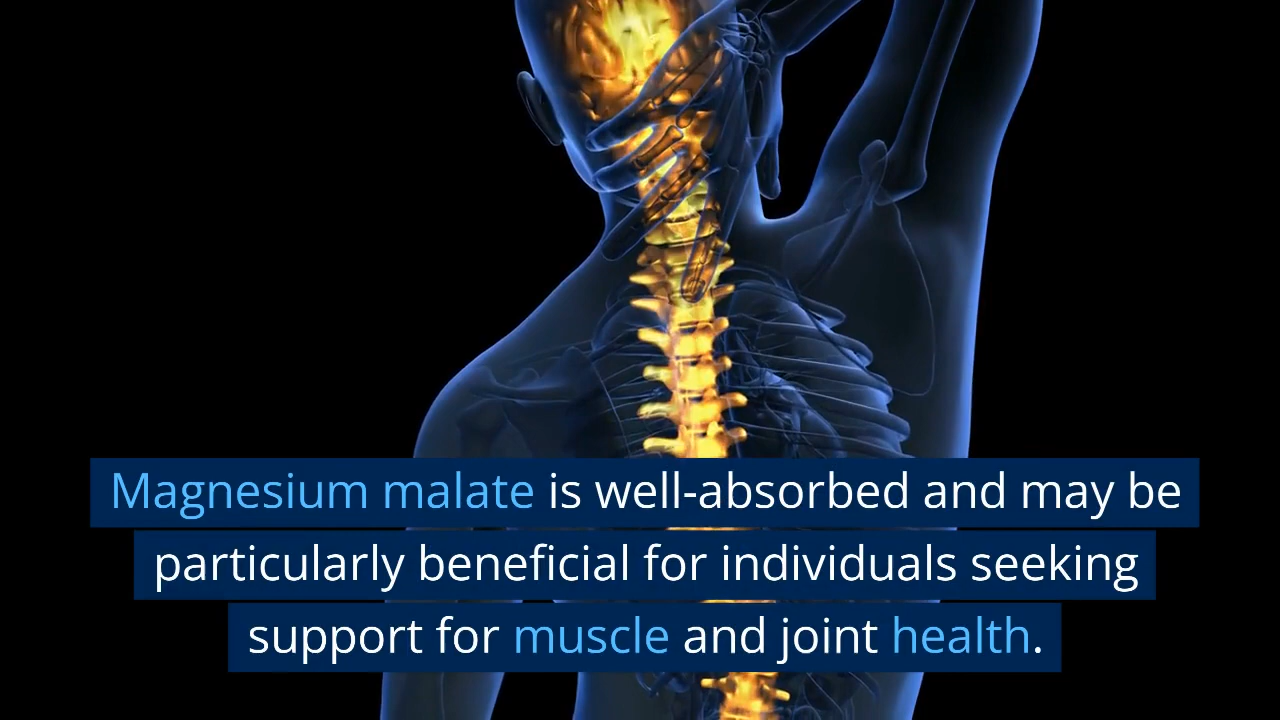 Magnesium malate is well-absorbed and may be
particularly beneficial for individuals seeking
support for muscle and joint health.